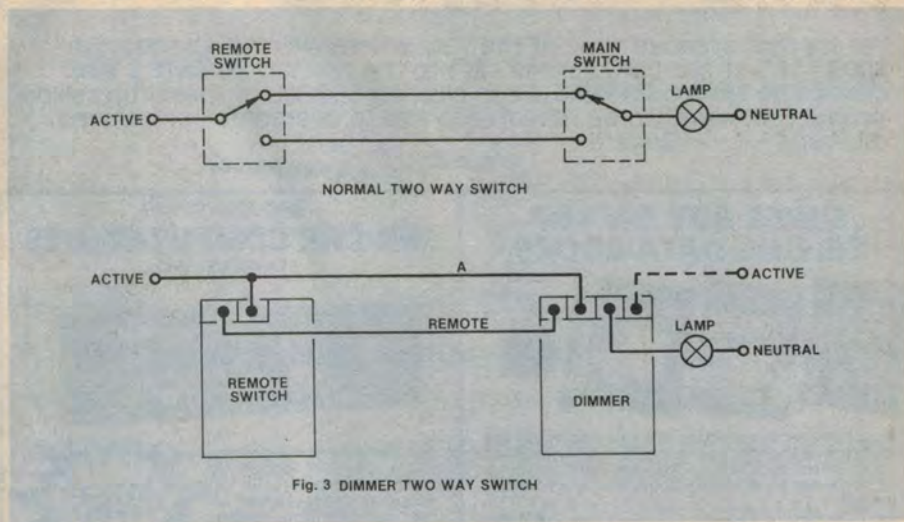 REMOTE
SWITCH
MAIN
SWITCH
LAMP
ACTIVE
NEUTRAL
NORMAL TWO WAY SWITCH
ACTIVE
A
ACTIVE
REMOTE
LAMP
NEUTRAL
REMOTE
SWITCH
DIMMER
Fig. 3 DIMMER TWO WAY SWITCH